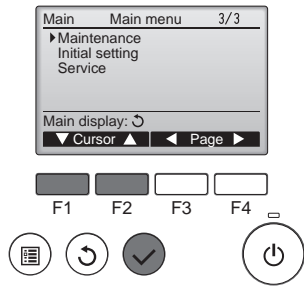 Main Main menu 3/3
▶Maintenance
Initial setting
Service
Main display: ↺
▼ Cursor ▲ ◀ Page ▶
F1 F2 F3 F4